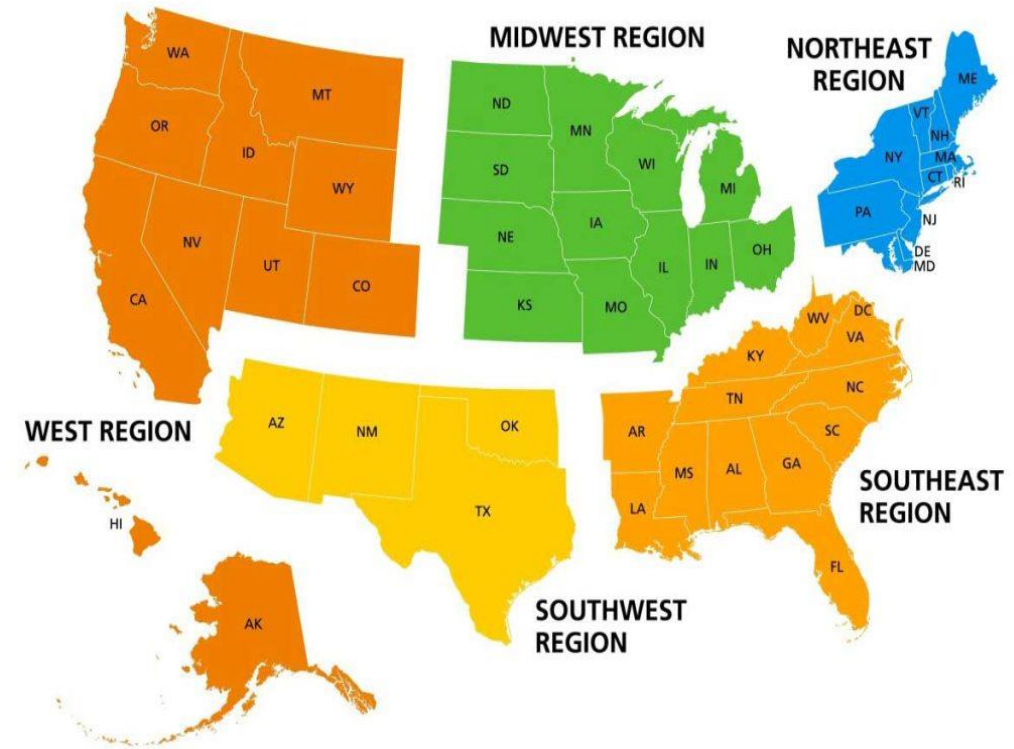 MIDWEST REGION
NORTHEAST
REGION
WA
MT
OR
ID
WY
NV
UT
CO
CA
ND
MN
SD
WI
MI
NE
IA
IL
IN
OH
KS
MO
ME
VT
NH
NY
MA
CT
RI
PA
NJ
DE
MD
WEST REGION
HI
AK
AZ
NM
OK
TX
SOUTHWEST
REGION
WV
DC
VA
KY
NC
TN
SC
AR
MS
AL
GA
LA
FL
SOUTHEAST
REGION